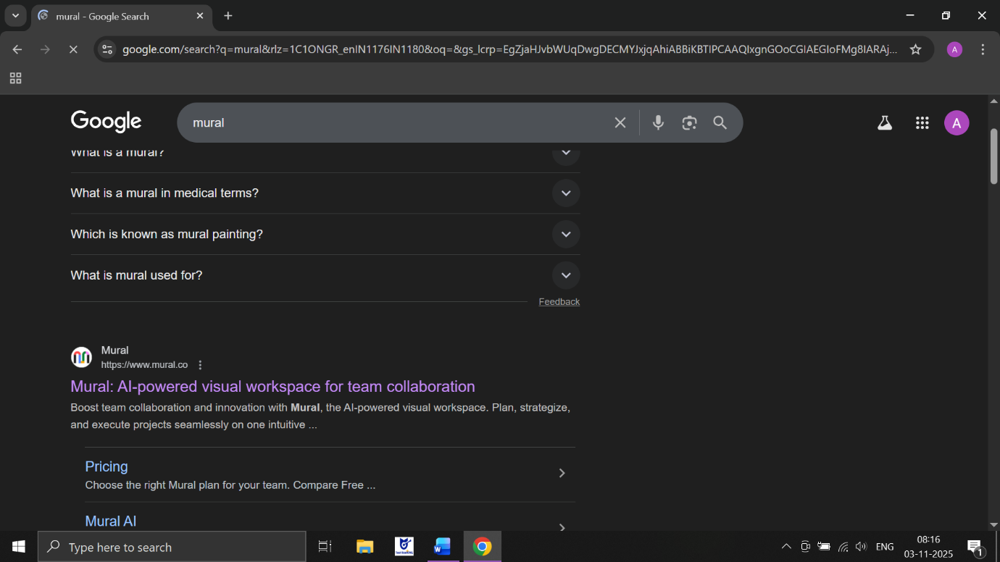 mural - Google Search
google.com/search?q=mural&rlz=1C1ONGR_enIN1176IN1180&oq=&gs_lcrp=EgZjaHJvbWUqDwgDECMYJxjqAhiABBiKBTIPCAAQIxgnGOoCGIAEGIoFMg8IARAj...
A
Google
mural
A
What is a mural?
What is a mural in medical terms?
Which is known as mural painting?
What is mural used for?
Feedback
Mural
https://www.mural.co
Mural: AI-powered visual workspace for team collaboration
Boost team collaboration and innovation with Mural, the AI-powered visual workspace. Plan, strategize,
and execute projects seamlessly on one intuitive ...
Pricing
Choose the right Mural plan for your team. Compare Free ...
Mural AI
Type here to search
W
ENG
08:16
03-11-2025
1